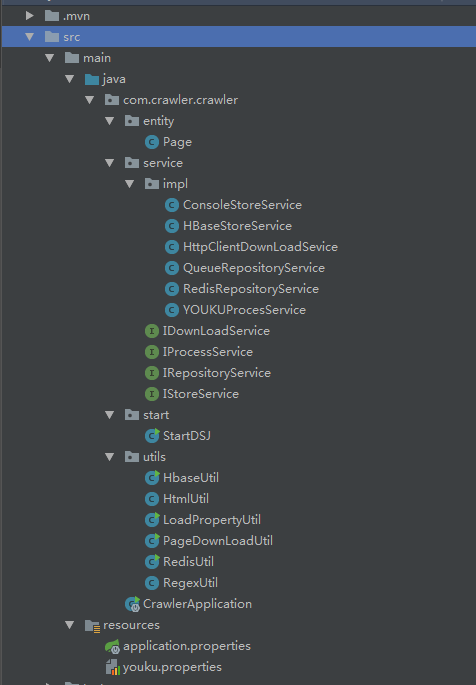 .mvn
src
main
java
com.crawler.crawler
entity
Page
service
impl
ConsoleStoreService
HBaseStoreService
HttpClientDownLoadSevice
QueueRepositoryService
RedisRepositoryService
YOUKUProcesService
IDownLoadService
IProcessService
IRepositoryService
IStoreService
start
StartDSJ
utils
HbaseUtil
HtmlUtil
LoadPropertyUtil
PageDownLoadUtil
RedisUtil
RegexUtil
CrawlerApplication
resources
application.properties
youku.properties